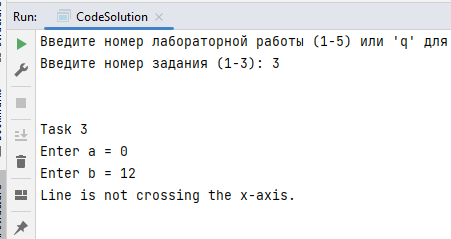 Run: CodeSolution
Введите номер лабораторной работы (1-5) или 'q' для
Введите номер задания (1-3): 3
Task 3
Enter a = 0
Enter b = 12
Line is not crossing the x-axis.